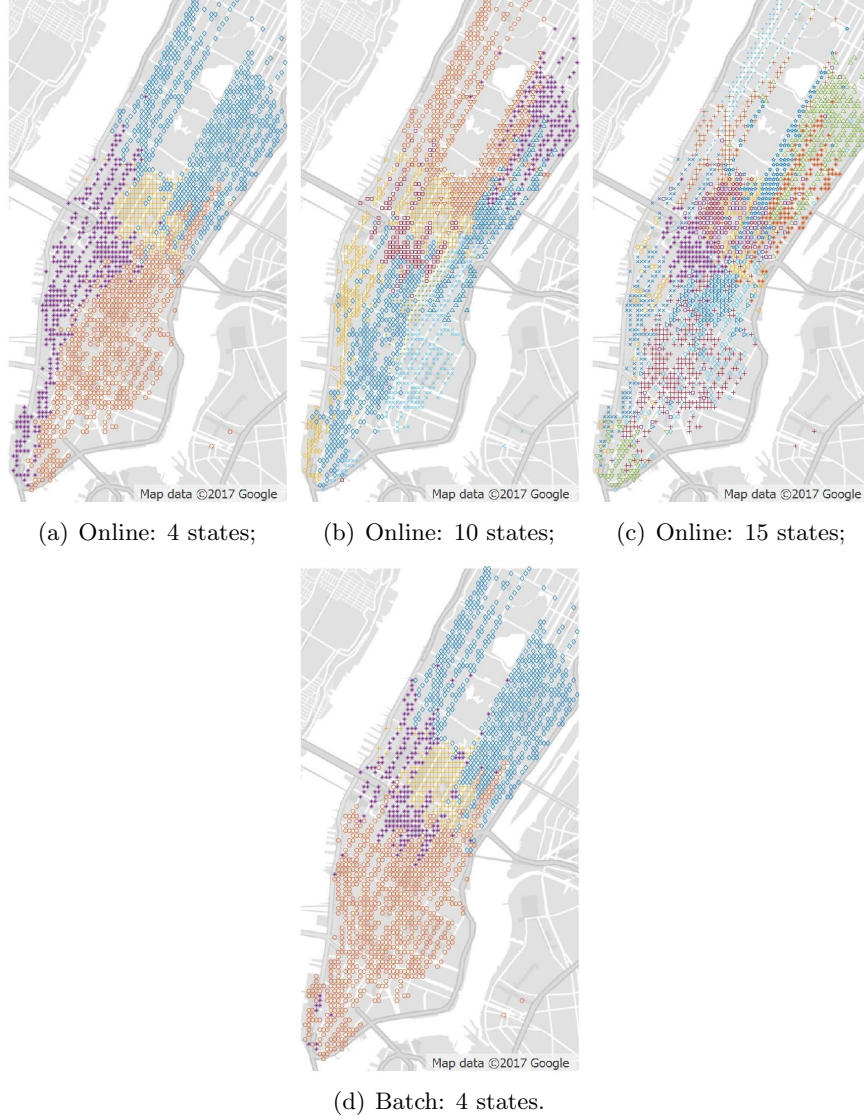 Map data ©2017 Google
Map data ©2017 Google
Map data ©2017 Google
(a) Online: 4 states;
(b) Online: 10 states;
(c) Online: 15 states;
Map data ©2017 Google
(d) Batch: 4 states.